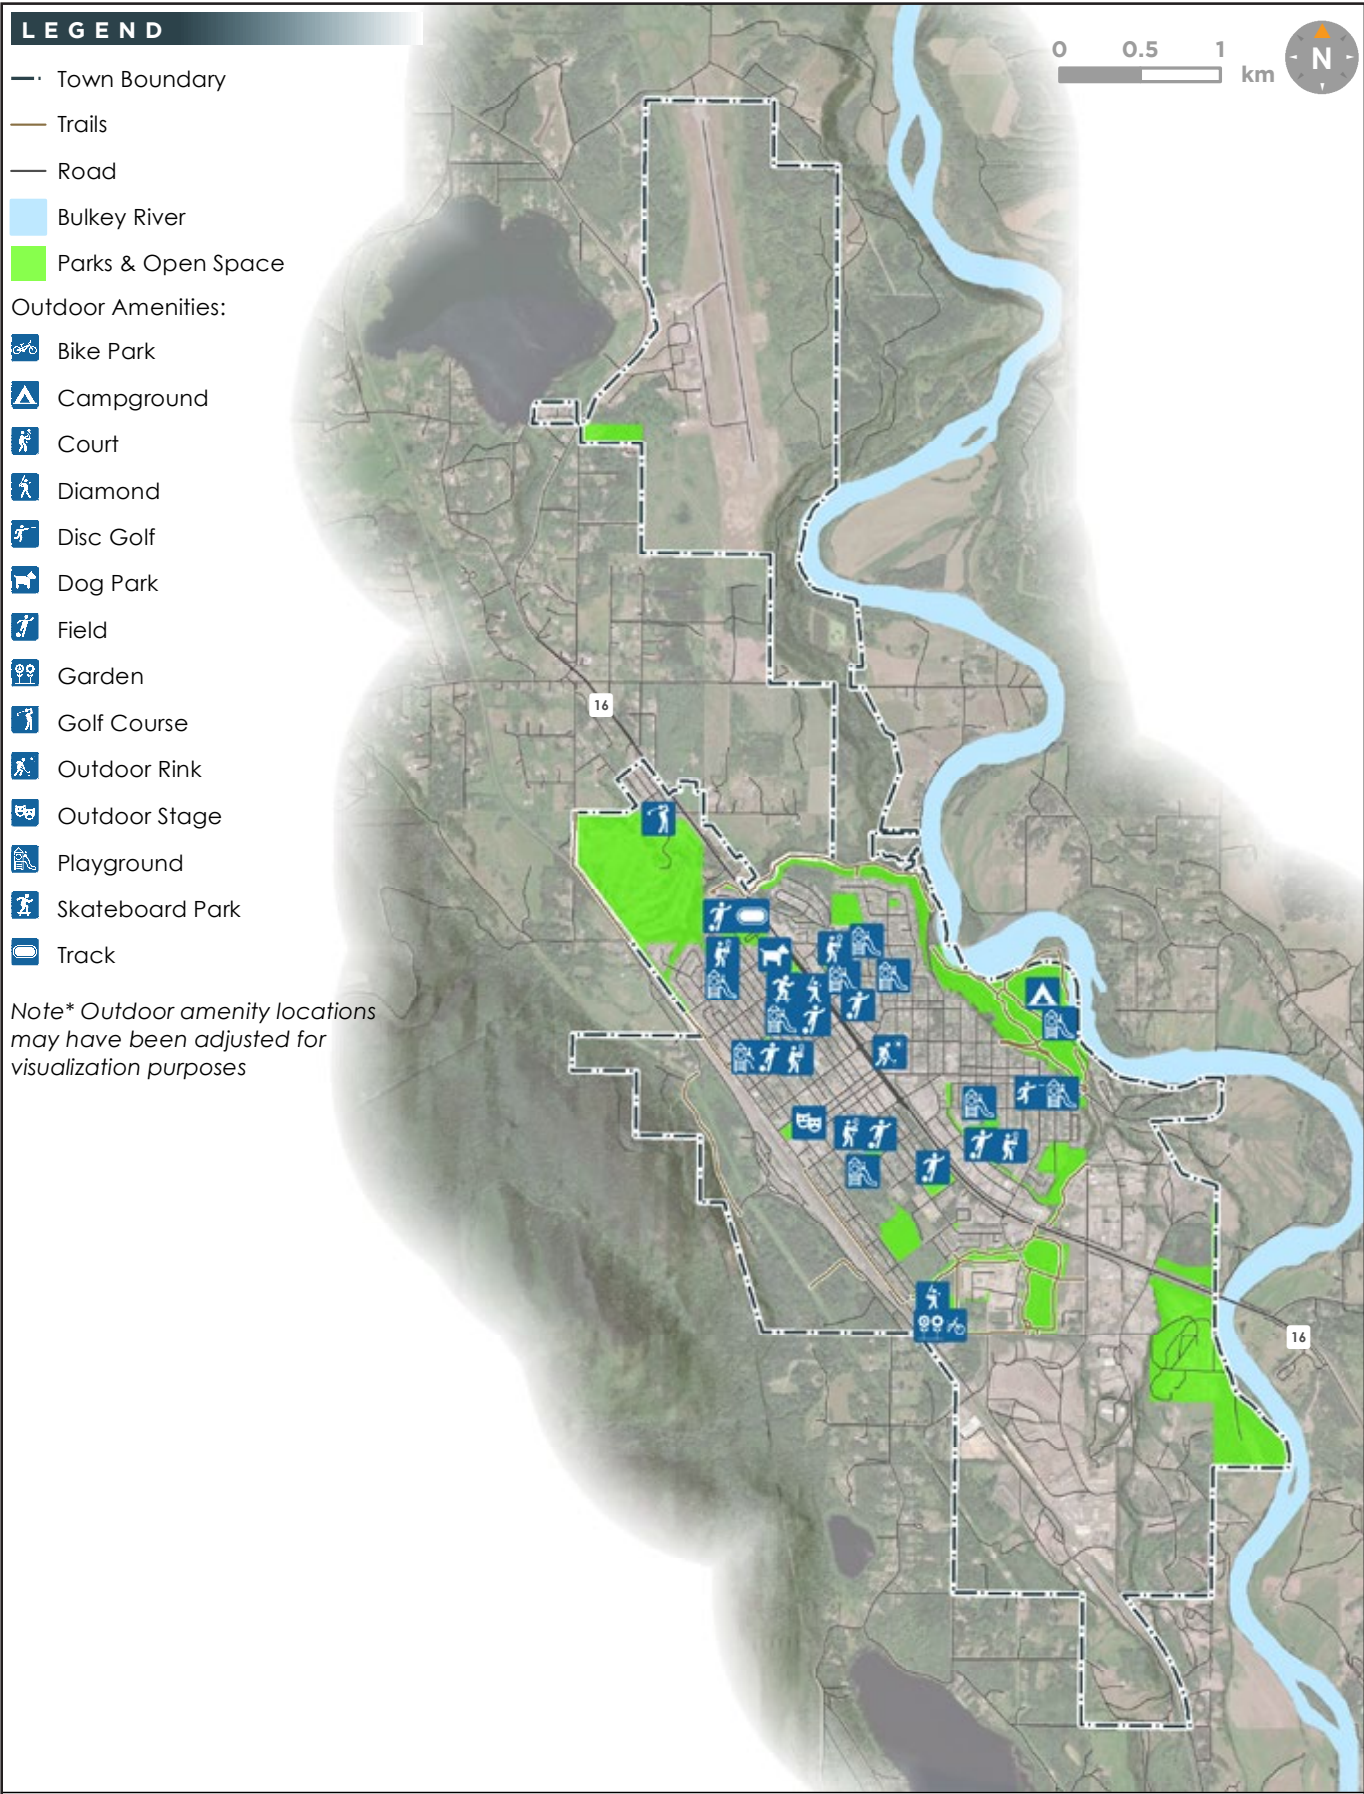 LEGEND
Town Boundary
Trails
Road
Bulkey River
Parks & Open Space
Outdoor Amenities:
Bike Park
Campground
Court
Diamond
Disc Golf
Dog Park
Field
Garden
Golf Course
Outdoor Rink
Outdoor Stage
Playground
Skateboard Park
Track
Note* Outdoor amenity locations
may have been adjusted for
visualization purposes
0 0.5 1
km
N
16
16